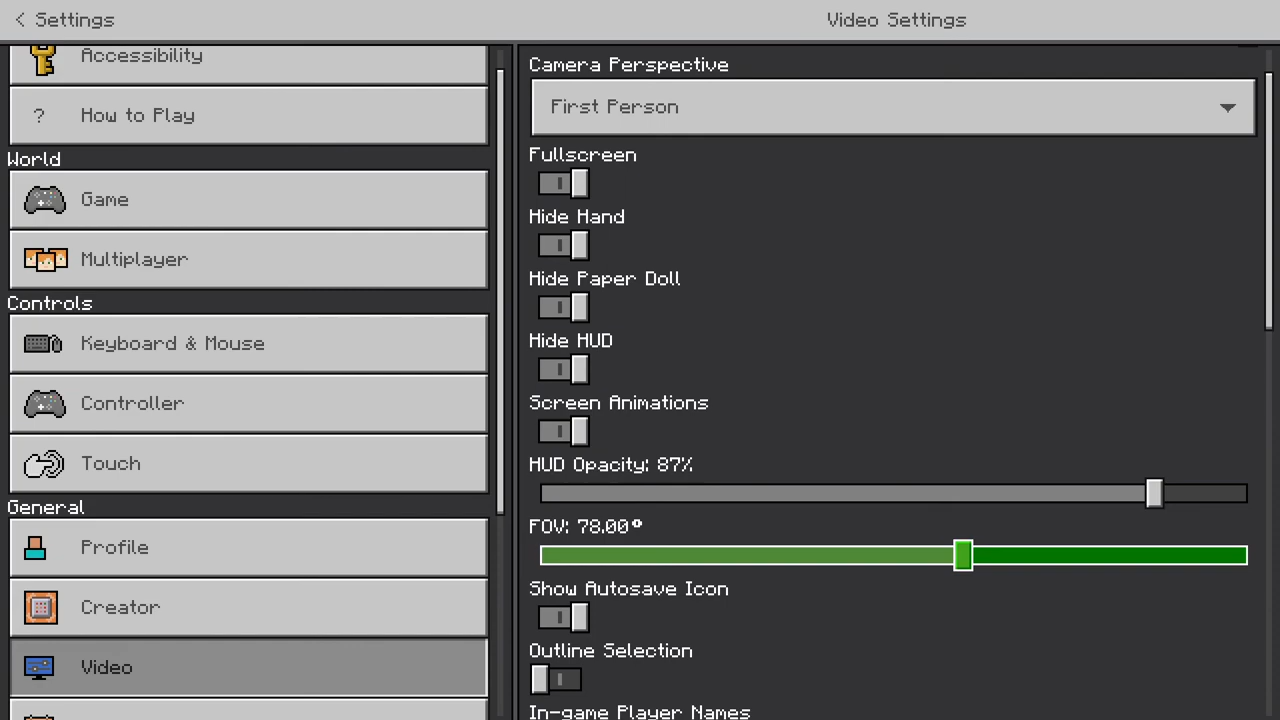 Settings
Video Settings
Accessibility
? How to Play
World
Game
Multiplayer
Controls
Keyboard & Mouse
Controller
Touch
General
Profile
Creator
Video
Camera Perspective
First Person
Fullscreen
Hide Hand
Hide Paper Doll
Hide HUD
Screen Animations
HUD Opacity: 87%
FOV: 78.00°
Show Autosave Icon
Outline Selection
In-game Player Names